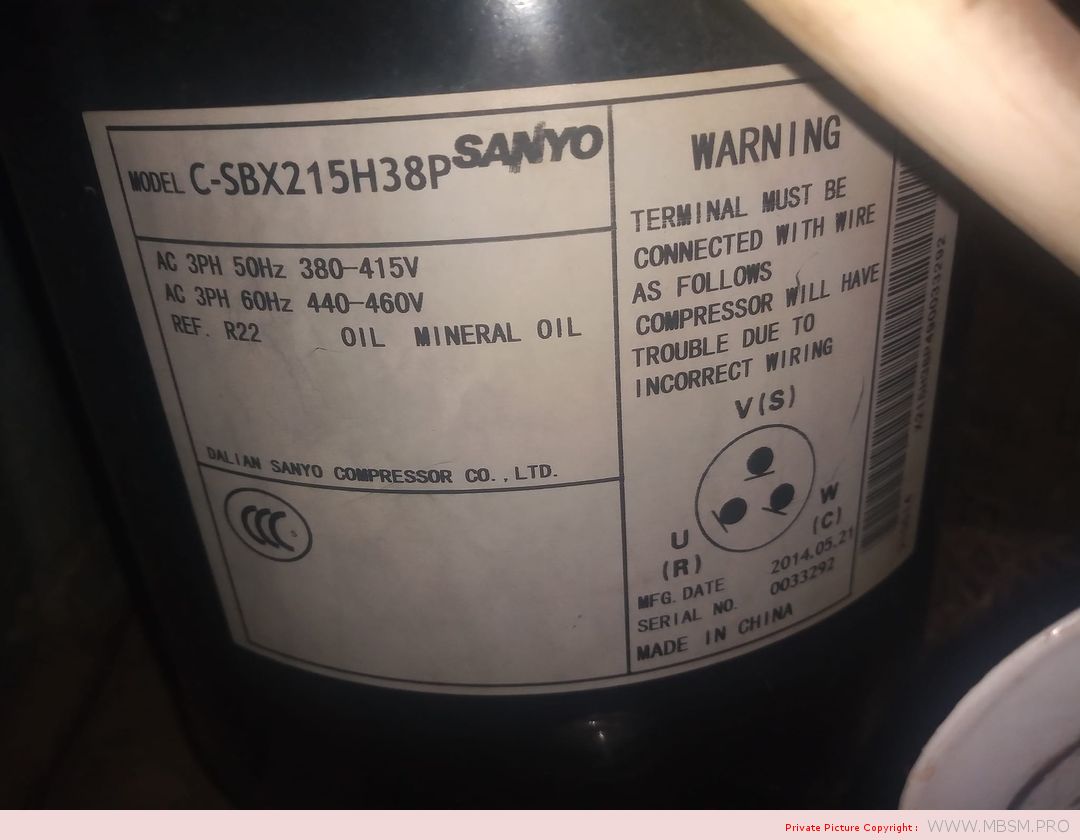 SANYO
MODEL C-SBX215H38P
AC 3PH 50Hz 380-415V
AC 3PH 60Hz 440-460V
REF. R22 OIL MINERAL OIL
DALIAN SANYO COMPRESSOR CO.,LTD.
CCC
WARNING
TERMINAL MUST BE
CONNECTED WITH WIRE
AS FOLLOWS
COMPRESSOR WILL HAVE
TROUBLE DUE TO
INCORRECT WIRING
V(S)
U
(R)
W
(C)
MFG. DATE 2014.05.21
SERIAL NO. 0033292
MADE IN CHINA
Private Picture Copyright : WWW.MBSM.PRO